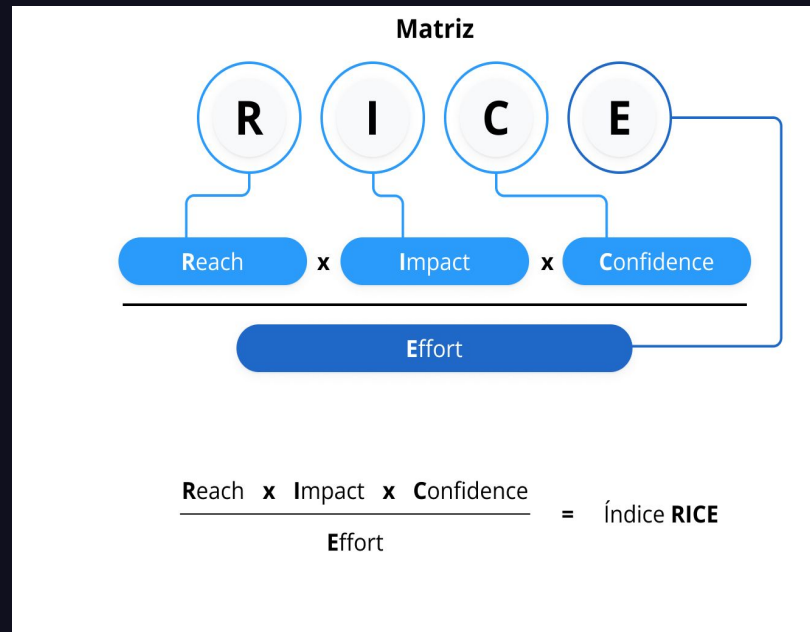 Matriz
R I C E
Reach x Impact x Confidence
Effort
Reach x Impact x Confidence
= Índice RICE
Effort